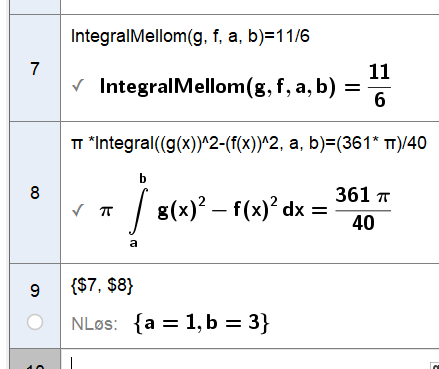 7
IntegralMellom(g, f, a, b)=11/6
✓ IntegralMellom(g, f, a, b) = 11/6
8
π *Integral((g(x))^2-(f(x))^2, a, b)=(361* π)/40
✓ π ∫_a^b g(x)² – f(x)² dx = 361 π/40
9
{$7, $8}
NLøs: {a = 1, b = 3}